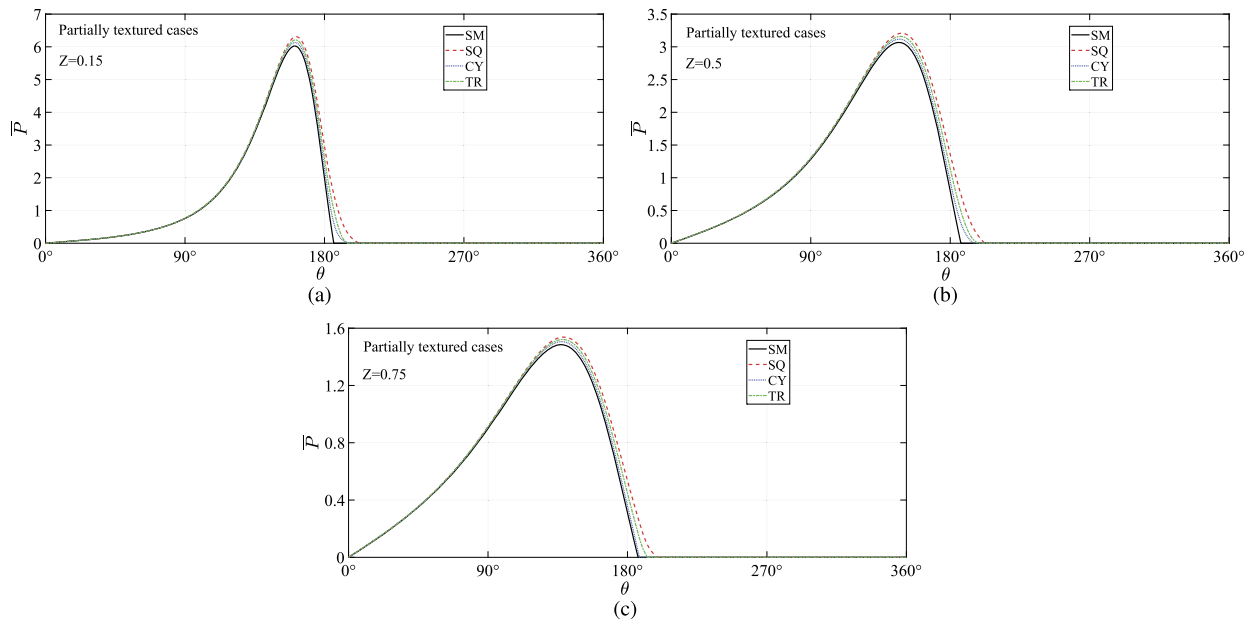 7
6
5
4
3
2
1
0
P̅
Partially textured cases
Z=0.15
SM
SQ
CY
TR
90° 180° 270° 360°
θ
(a)
3.5
3
2.5
2
1.5
1
0.5
0
P̅
Partially textured cases
Z=0.5
SM
SQ
CY
TR
0° 90° 180° 270° 360°
θ
(b)
1.6
1.2
0.8
0.4
0
P̅
Partially textured cases
Z=0.75
SM
SQ
CY
TR
0° 90° 180° 270° 360°
θ
(c)